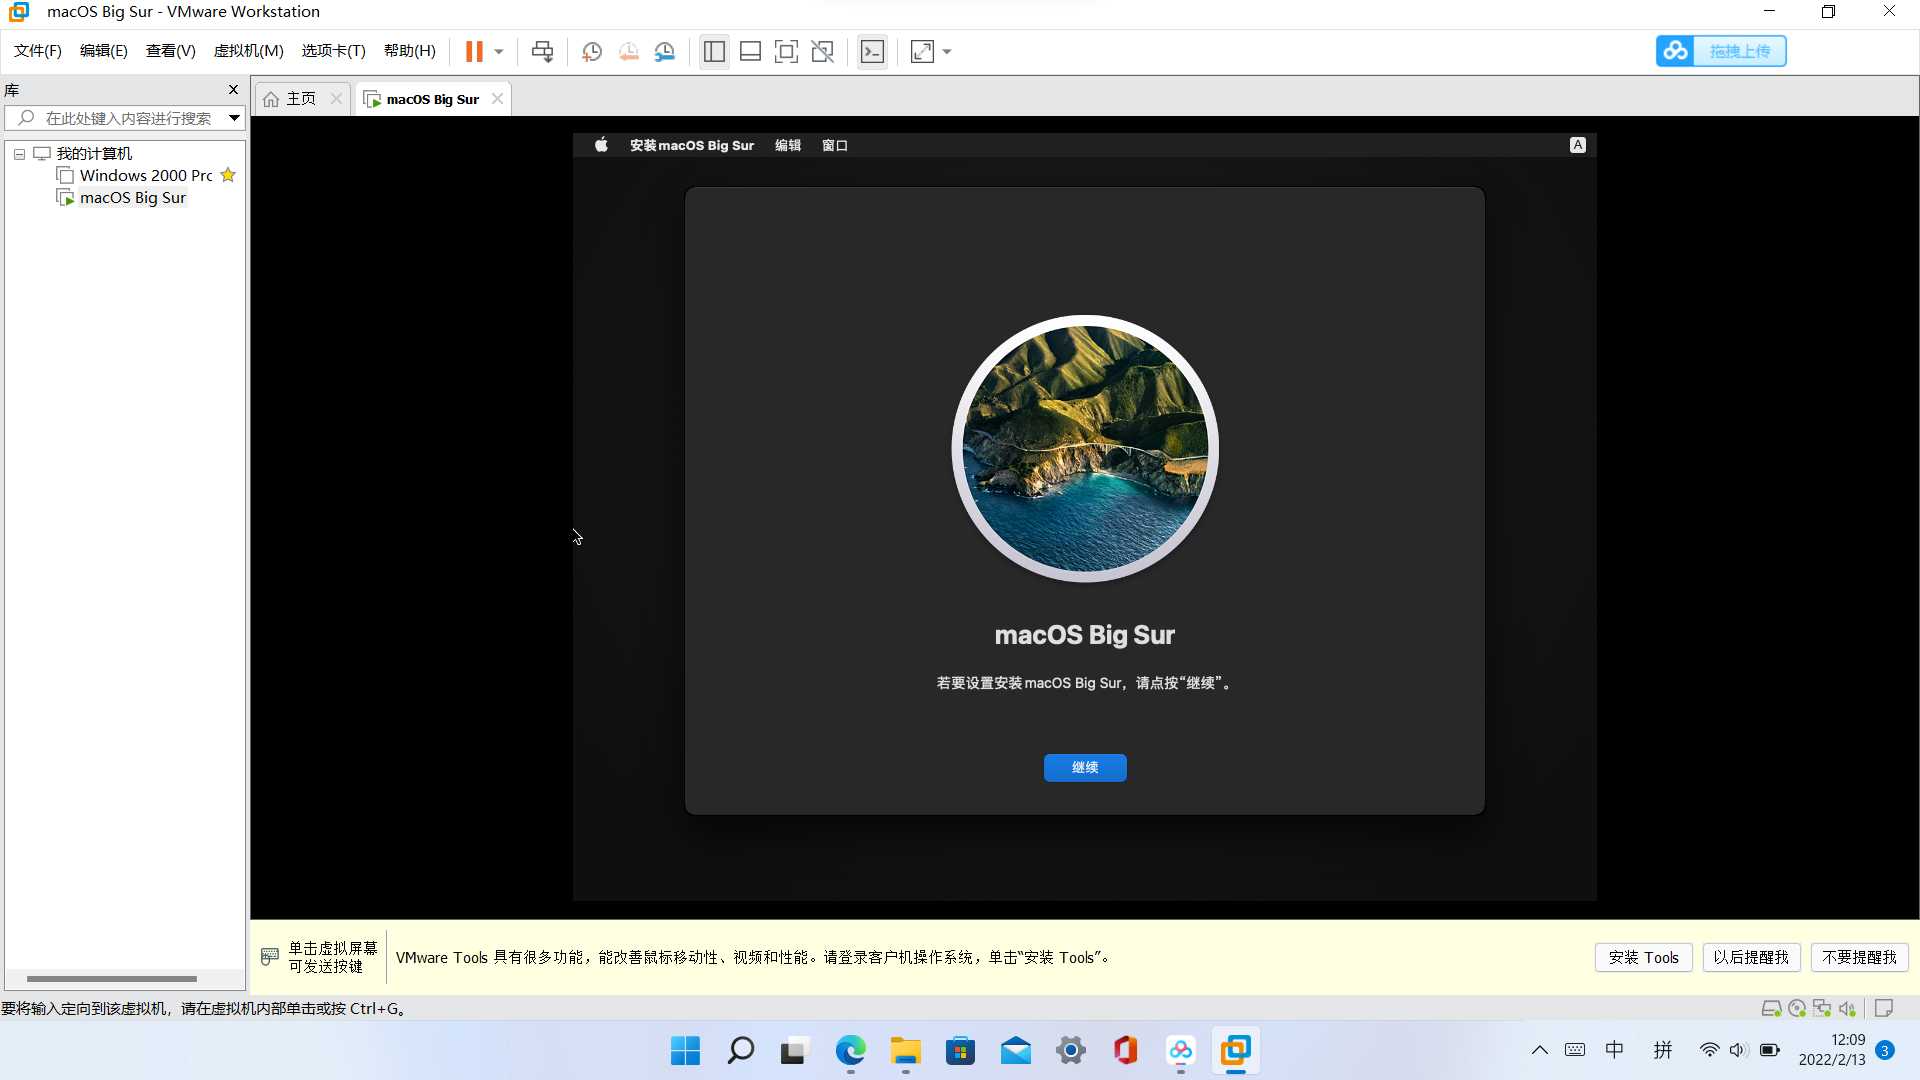 macOS Big Sur - VMware Workstation
文件(F) 编辑(E) 查看(V) 虚拟机(M) 选项卡(T) 帮助(H)
拖拽上传
库
主页
macOS Big Sur
在此处键入内容进行搜索
我的计算机
Windows 2000 Prc
macOS Big Sur
安装macOS Big Sur 编辑 窗口
A
macOS Big Sur
若要设置安装macOS Big Sur，请点按“继续”。
继续
单击虚拟屏幕
可发送按键
VMware Tools 具有很多功能，能改善鼠标移动性、视频和性能。请登录客户机操作系统，单击“安装 Tools”。
安装 Tools
以后提醒我
不要提醒我
要将输入定向到该虚拟机，请在虚拟机内部单击或按 Ctrl+G。
中
拼
12:09
2022/2/13
3